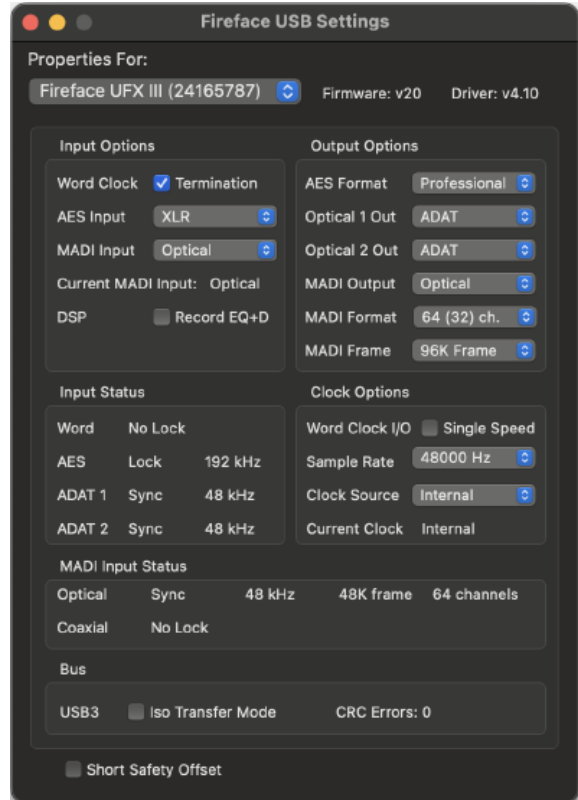 Fireface USB Settings
Properties For:
Fireface UFX III (24165787) Firmware: v20 Driver: v4.10
Input Options
Word Clock Termination
AES Input XLR
MADI Input Optical
Current MADI Input: Optical
DSP Record EQ+D
Output Options
AES Format Professional
Optical 1 Out ADAT
Optical 2 Out ADAT
MADI Output Optical
MADI Format 64 (32) ch.
MADI Frame 96K Frame
Input Status
Word No Lock
AES Lock 192 kHz
ADAT 1 Sync 48 kHz
ADAT 2 Sync 48 kHz
Clock Options
Word Clock I/O Single Speed
Sample Rate 48000 Hz
Clock Source Internal
Current Clock Internal
MADI Input Status
Optical Sync 48 kHz 48K frame 64 channels
Coaxial No Lock
Bus
USB3 Iso Transfer Mode CRC Errors: 0
Short Safety Offset